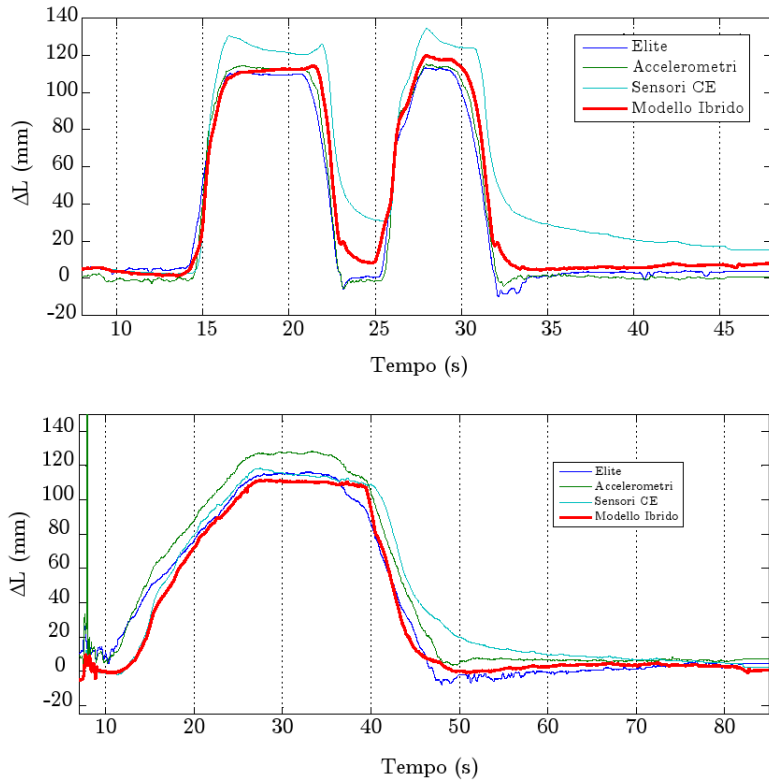 140
120
100
80
60
40
20
0
-20
ΔL (mm)
10 15 20 25 30 35 40 45
Tempo (s)
Elite
Accelerometri
Sensori CE
Modello Ibrido
140
120
100
80
60
40
20
0
-20
ΔL (mm)
10 20 30 40 50 60 70 80
Tempo (s)
Elite
Accelerometri
Sensori CE
Modello Ibrido